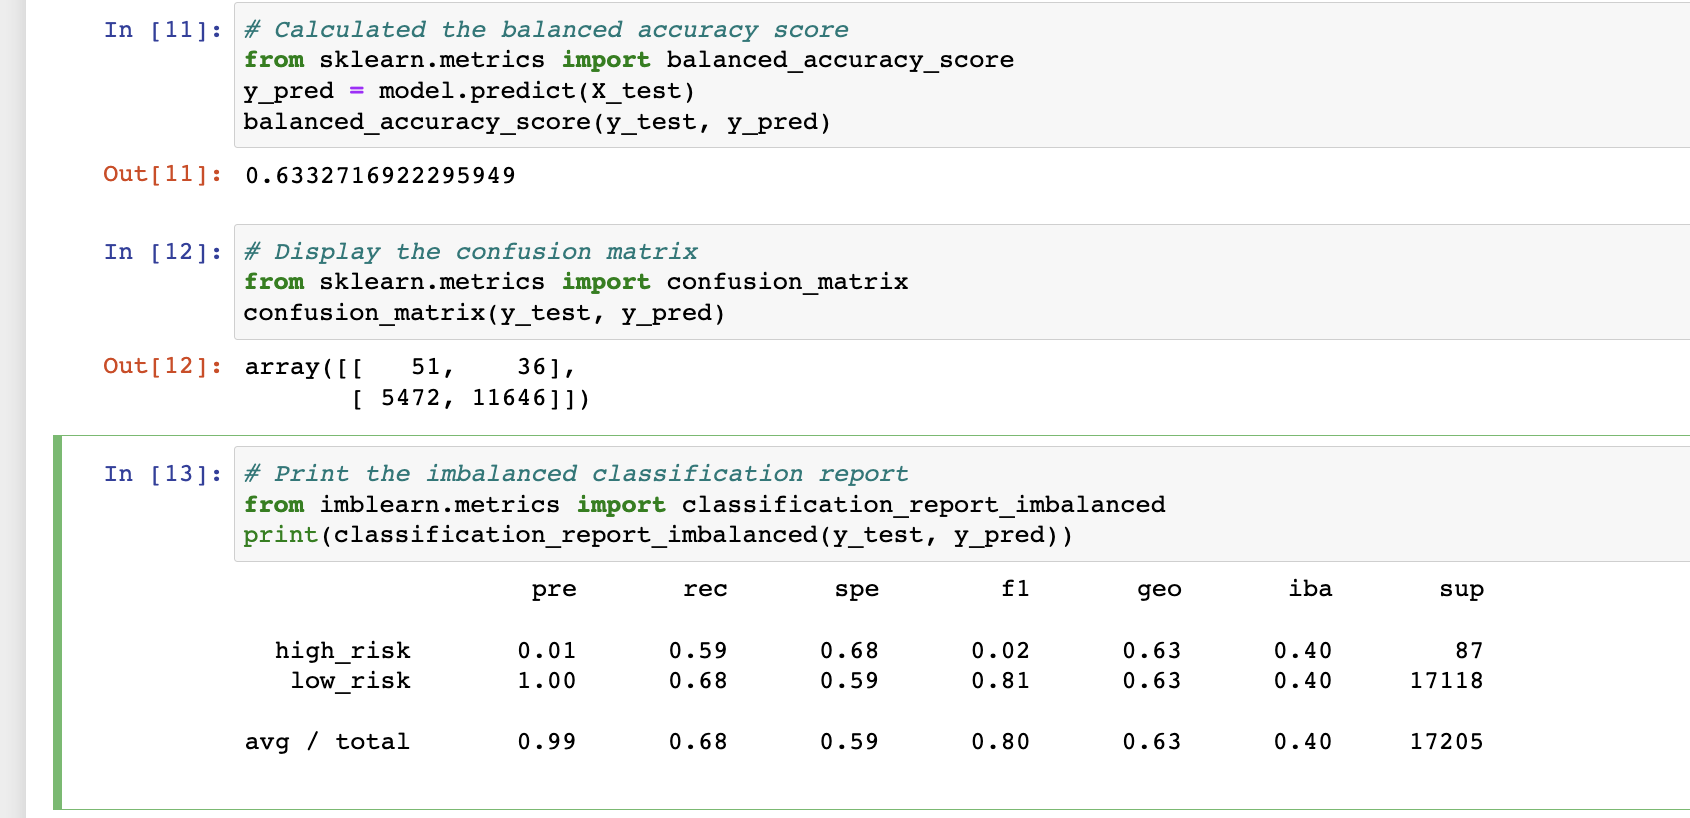 In [11]: # Calculated the balanced accuracy score
from sklearn.metrics import balanced_accuracy_score
y_pred = model.predict(X_test)
balanced_accuracy_score(y_test, y_pred)
Out[11]: 0.6332716922295949
In [12]: # Display the confusion matrix
from sklearn.metrics import confusion_matrix
confusion_matrix(y_test, y_pred)
Out[12]: array([[   51,    36],
       [ 5472, 11646]])
In [13]: # Print the imbalanced classification report
from imblearn.metrics import classification_report_imbalanced
print(classification_report_imbalanced(y_test, y_pred))
                   pre       rec       spe        f1       geo       iba       sup
  high_risk       0.01      0.59      0.68      0.02      0.63      0.40        87
   low_risk       1.00      0.68      0.59      0.81      0.63      0.40     17118
avg / total       0.99      0.68      0.59      0.80      0.63      0.40     17205